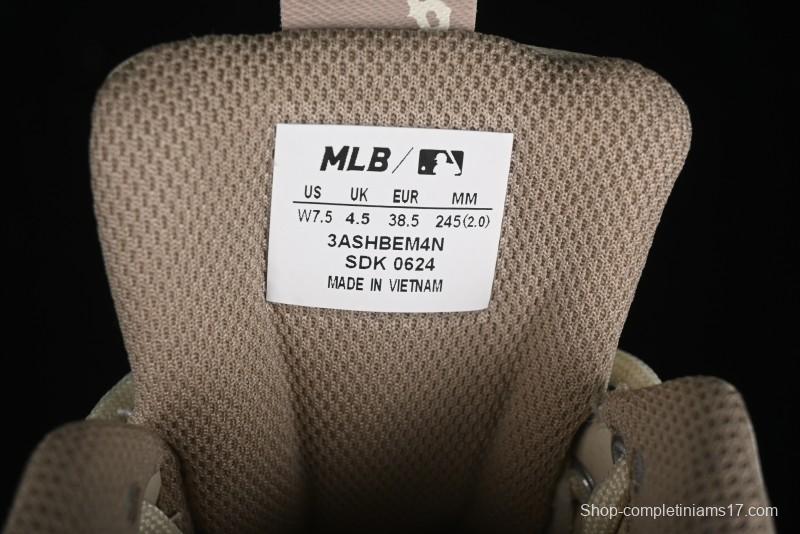 B
MLB/
US UK EUR MM
W7.5 4.5 38.5 245(2.0)
3ASHBEM4N
SDK 0624
MADE IN VIETNAM
Shop-completiniams17.com